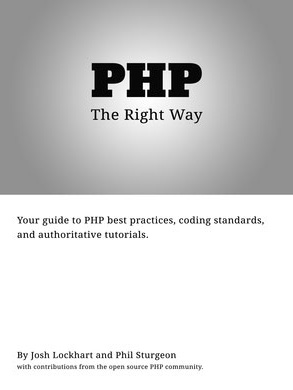 PHP
The Right Way
Your guide to PHP best practices, coding standards,
and authoritative tutorials.
By Josh Lockhart and Phil Sturgeon
with contributions from the open source PHP community.